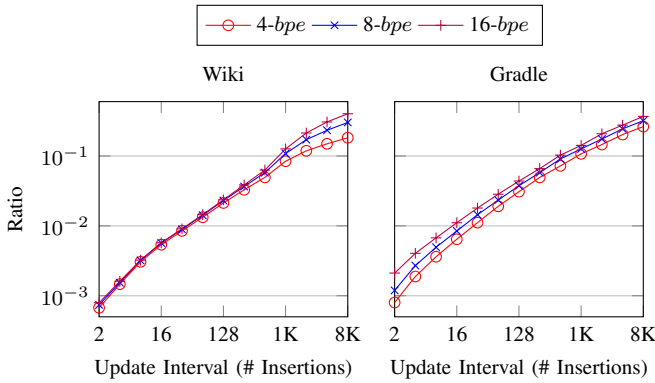 4-bpe 8-bpe 16-bpe
Wiki Gradle
Ratio
10⁻¹
10⁻²
10⁻³
2 16 128 1K 8K 2 16 128 1K 8K
Update Interval (# Insertions) Update Interval (# Insertions)